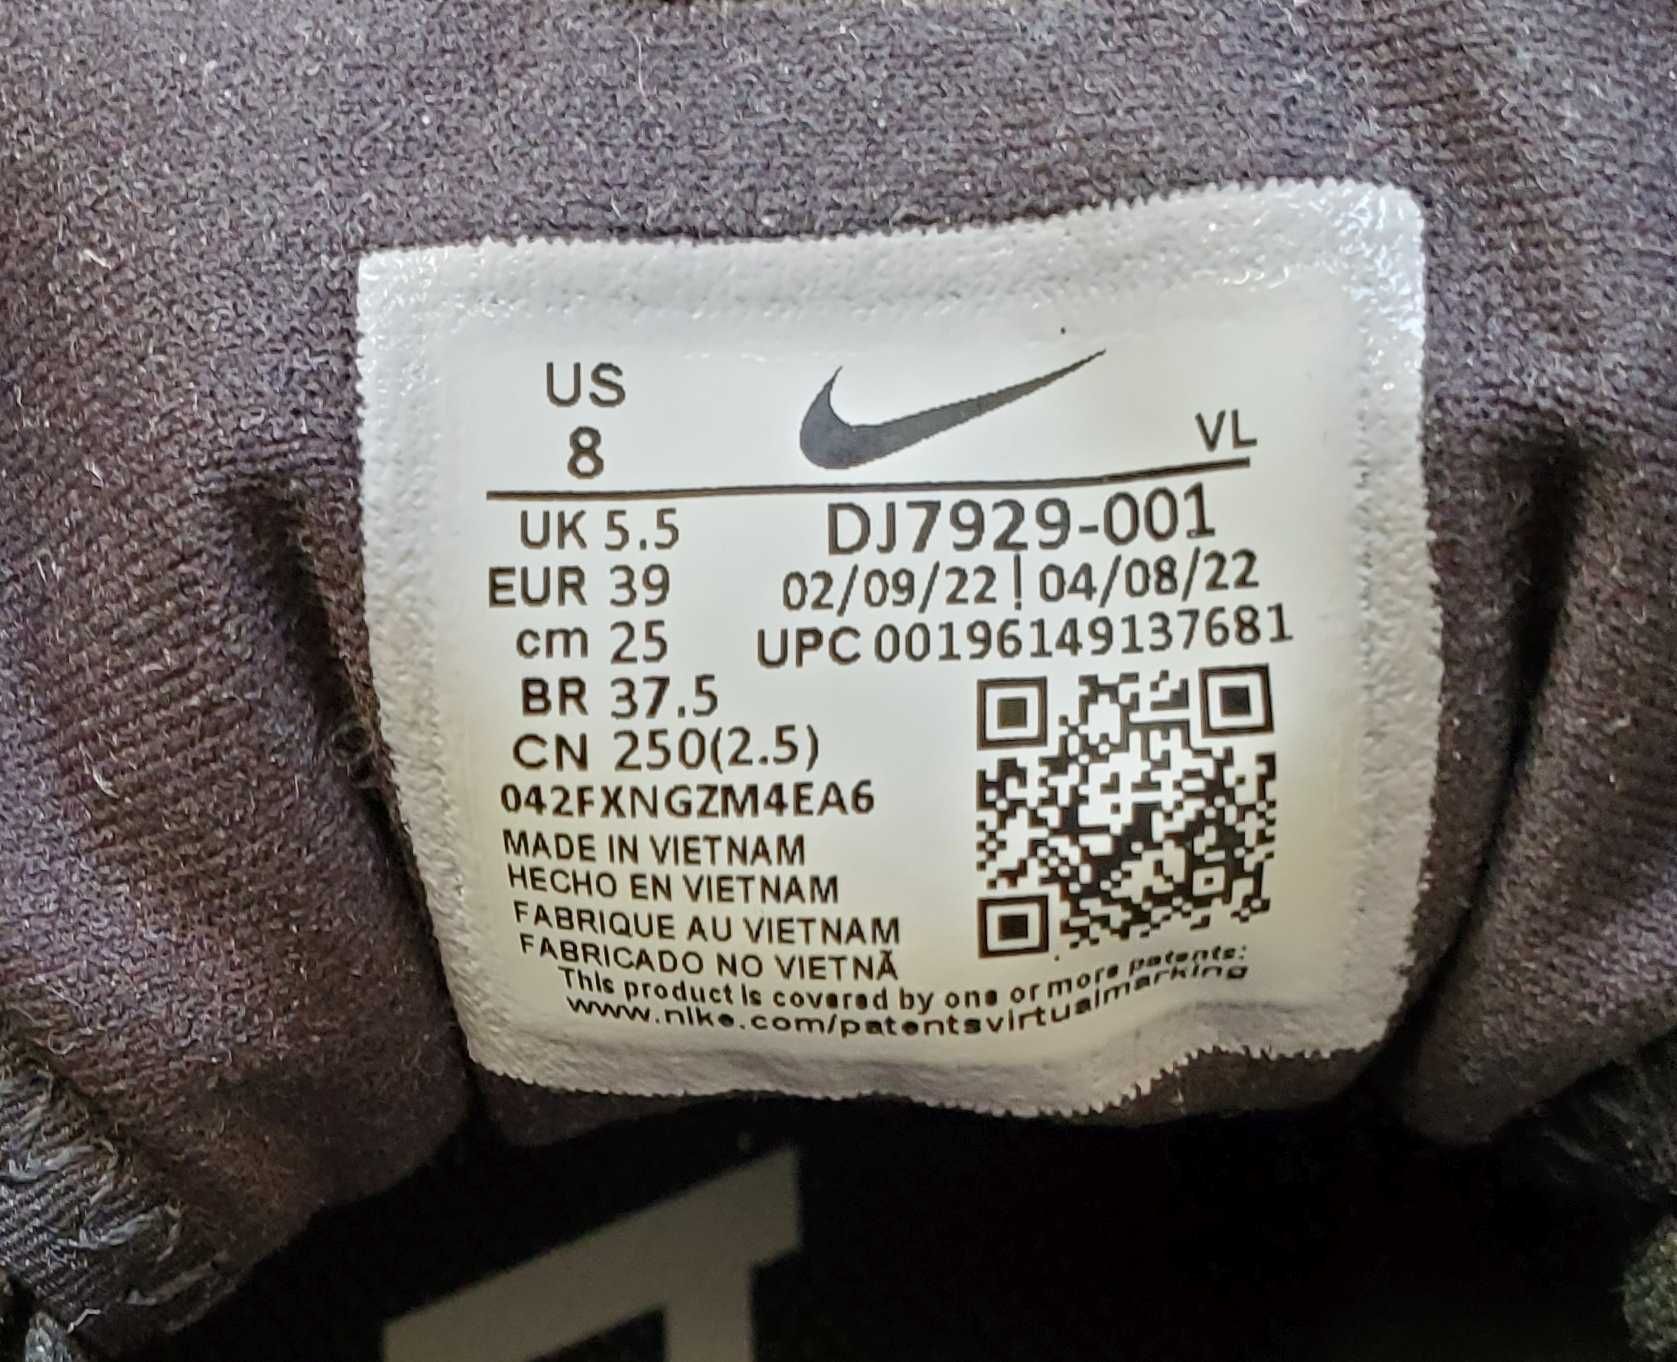 US
8
VL
UK 5.5
EUR 39
cm 25
BR 37.5
CN 250(2.5)
042FXNGZM4EA6
DJ7929-001
02/09/22 | 04/08/22
UPC 00196149137681
MADE IN VIETNAM
HECHO EN VIETNAM
FABRIQUE AU VIETNAM
FABRICADO NO VIETNÃ
This product is covered by one or more patents:
www.nike.com/patentsvirtualmarking